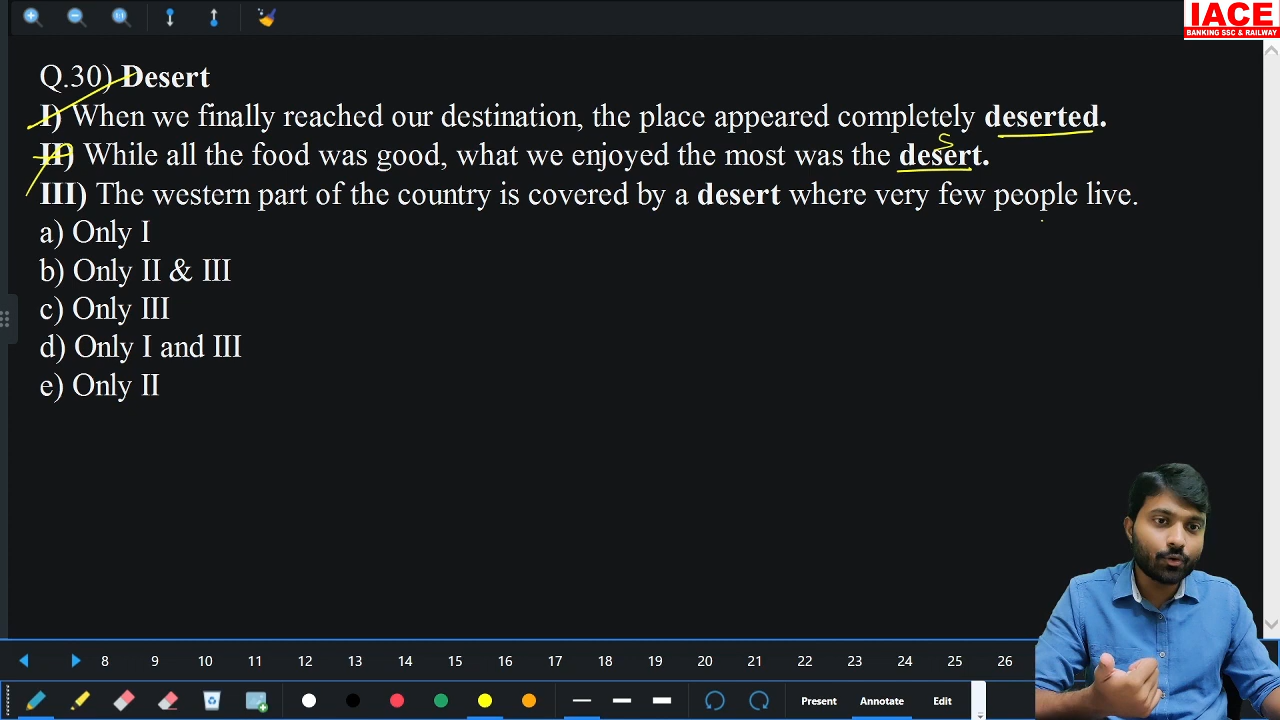 IACE
BANKING SSC & RAILWAY
Q.30) Desert
I) When we finally reached our destination, the place appeared completely deserted.
s
II) While all the food was good, what we enjoyed the most was the desert.
III) The western part of the country is covered by a desert where very few people live.
a) Only I
b) Only II & III
c) Only III
d) Only I and III
e) Only II
8 9 10 11 12 13 14 15 16 17 18 19 20 21 22 23 24 25 26
Present Annotate Edit